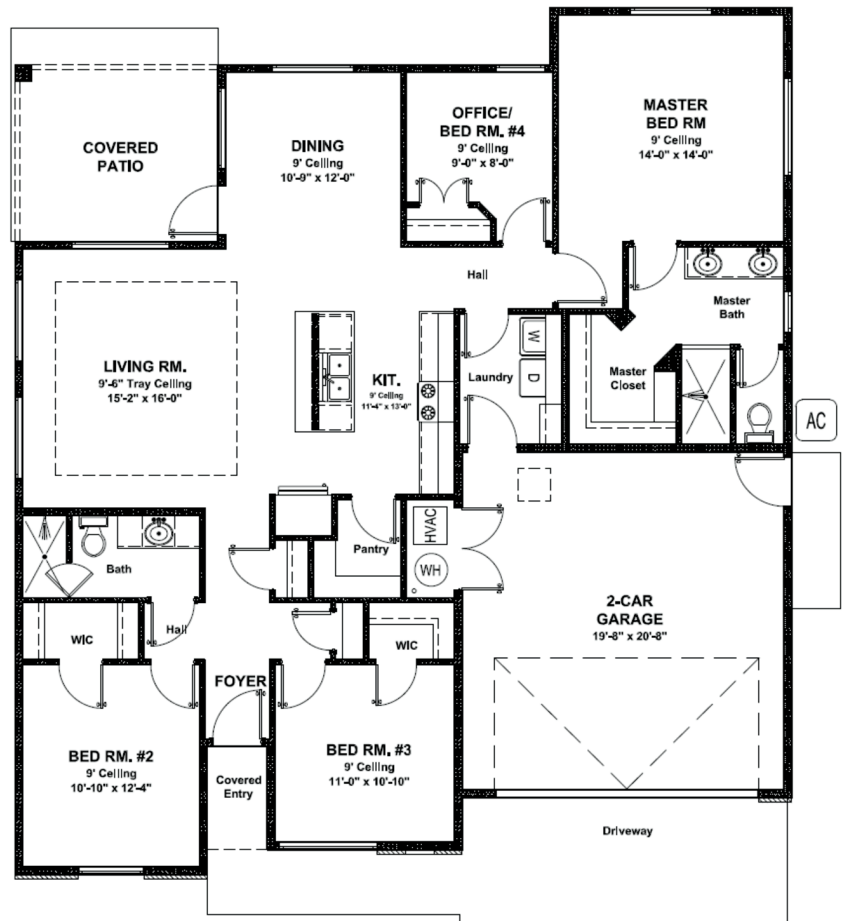 COVERED
PATIO
DINING
9' Ceiling
10'-9" x 12'-0"
OFFICE/
BED RM. #4
9' Ceiling
9'-0" x 8'-0"
MASTER
BED RM
9' Ceiling
14'-0" x 14'-0"
Hall
Master
Bath
LIVING RM.
9'-6" Tray Ceiling
15'-2" x 16'-0"
KIT.
9' Ceiling
11'-4" x 13'-0"
W
D
Laundry
Master
Closet
AC
HVAC
WH
Pantry
Bath
Hall
WIC
WIC
2-CAR
GARAGE
19'-8" x 20'-8"
FOYER
BED RM. #2
9' Ceiling
10'-10" x 12'-4"
Covered
Entry
BED RM. #3
9' Ceiling
11'-0" x 10'-10"
Driveway